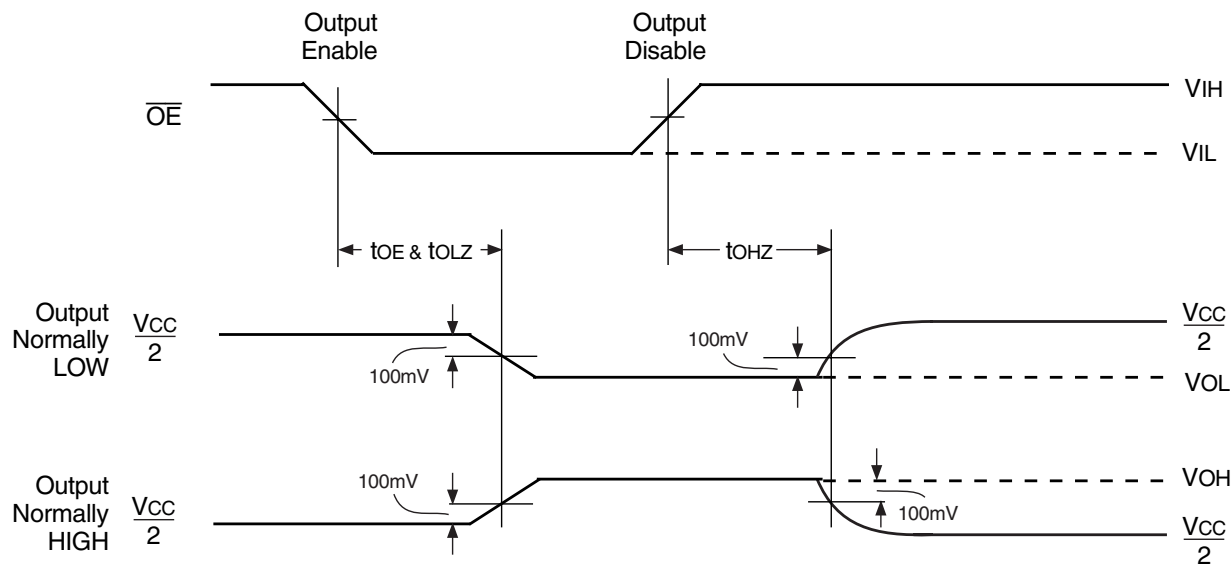 Output
Enable
Output
Disable
OE
VIH
VIL
tOE & tOLZ
tOHZ
Output
Normally
LOW
VCC
2
100mV
100mV
VCC
2
VOL
Output
Normally
HIGH
VCC
2
100mV
VOH
100mV
VCC
2